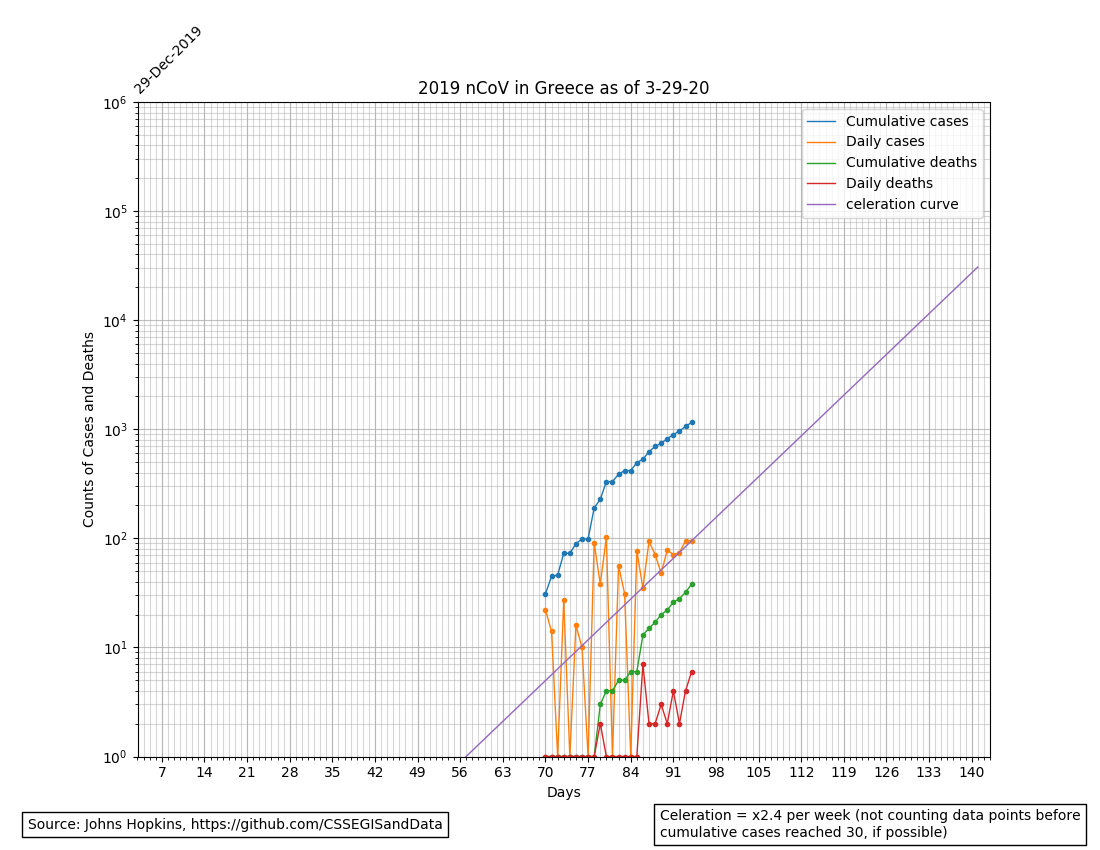 29-Dec-2019
2019 nCoV in Greece as of 3-29-20
10^6
10^5
10^4
10^3
10^2
10^1
10^0
Counts of Cases and Deaths
Cumulative cases
Daily cases
Cumulative deaths
Daily deaths
celeration curve
7 14 21 28 35 42 49 56 63 70 77 84 91 98 105 112 119 126 133 140
Days
Source: Johns Hopkins, https://github.com/CSSEGISandData
Celeration = x2.4 per week (not counting data points before
cumulative cases reached 30, if possible)